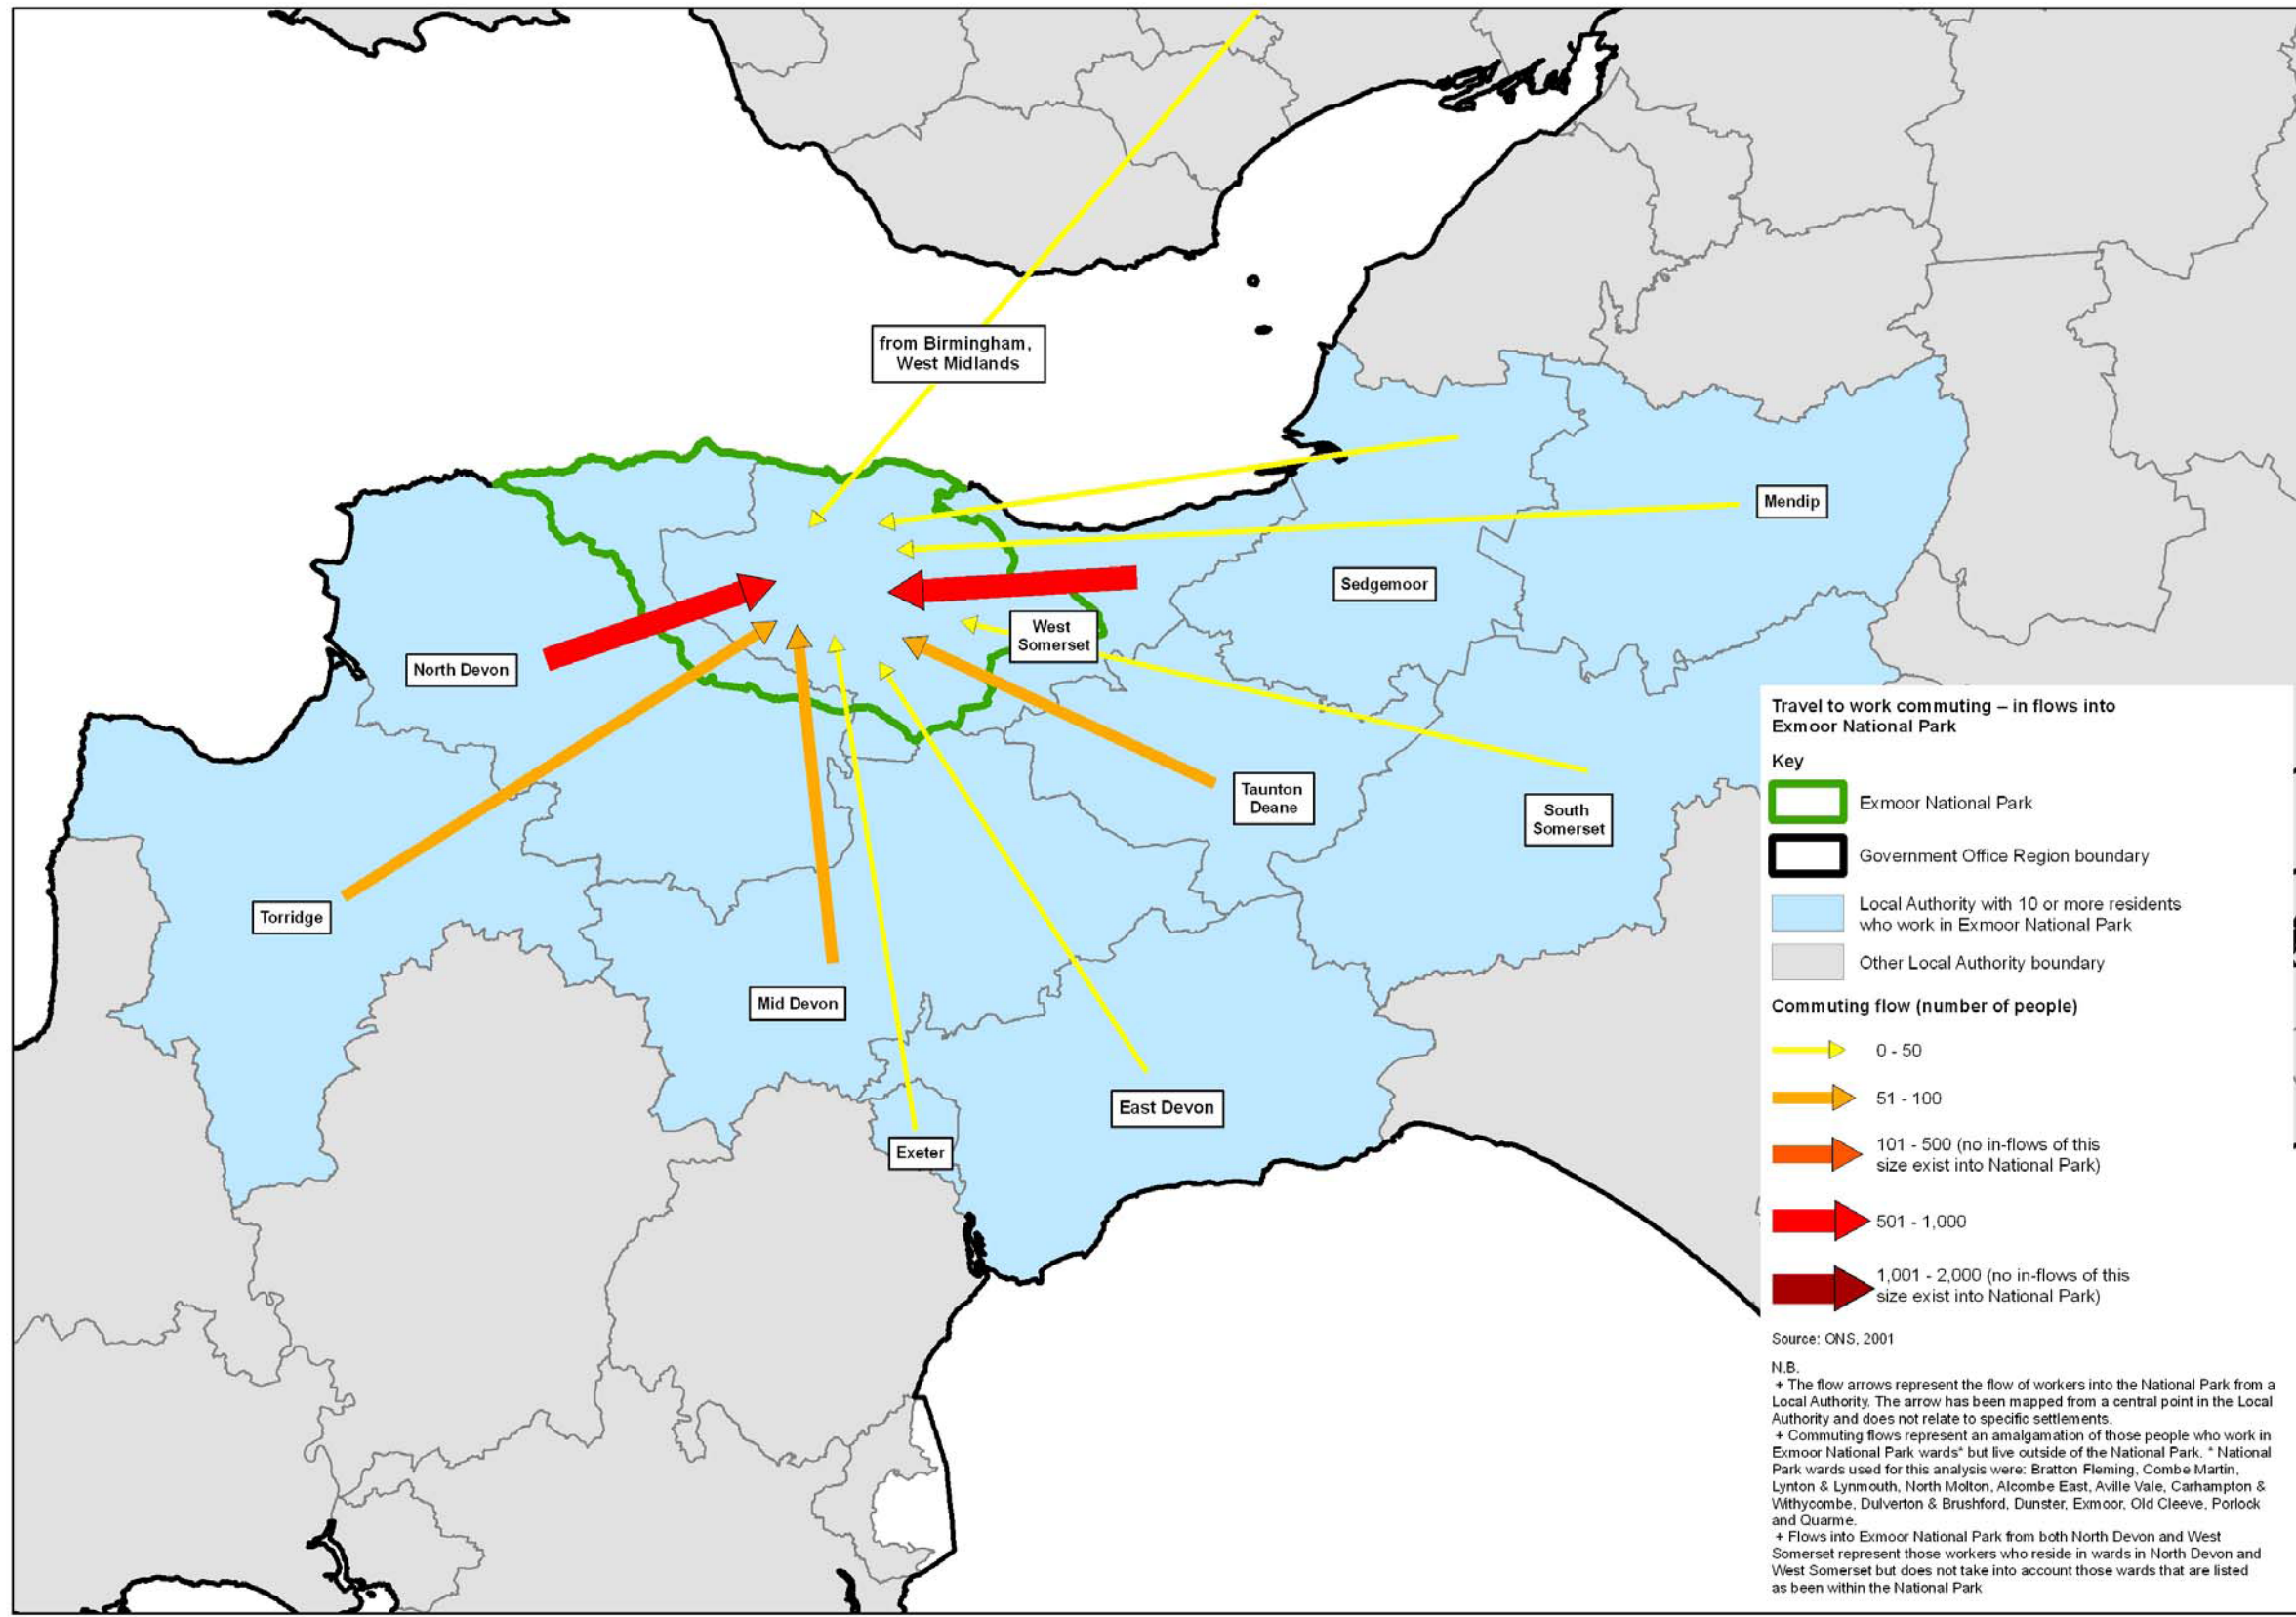 from Birmingham,
West Midlands
Mendip
Sedgemoor
West
Somerset
North Devon
Taunton
Deane
South
Somerset
Torridge
Mid Devon
East Devon
Exeter
Travel to work commuting – in flows into
Exmoor National Park
Key
Exmoor National Park
Government Office Region boundary
Local Authority with 10 or more residents
who work in Exmoor National Park
Other Local Authority boundary
Commuting flow (number of people)
0 - 50
51 - 100
101 - 500 (no in-flows of this
size exist into National Park)
501 - 1,000
1,001 - 2,000 (no in-flows of this
size exist into National Park)
Source: ONS, 2001
N.B.
+ The flow arrows represent the flow of workers into the National Park from a
Local Authority. The arrow has been mapped from a central point in the Local
Authority and does not relate to specific settlements.
+ Commuting flows represent an amalgamation of those people who work in
Exmoor National Park wards* but live outside of the National Park. * National
Park wards used for this analysis were: Bratton Fleming, Combe Martin,
Lynton & Lynmouth, North Molton, Alcombe East, Aville Vale, Carhampton &
Withycombe, Dulverton & Brushford, Dunster, Exmoor, Old Cleeve, Porlock
and Quarme.
+ Flows into Exmoor National Park from both North Devon and West
Somerset represent those workers who reside in wards in North Devon and
West Somerset but does not take into account those wards that are listed
as been within the National Park